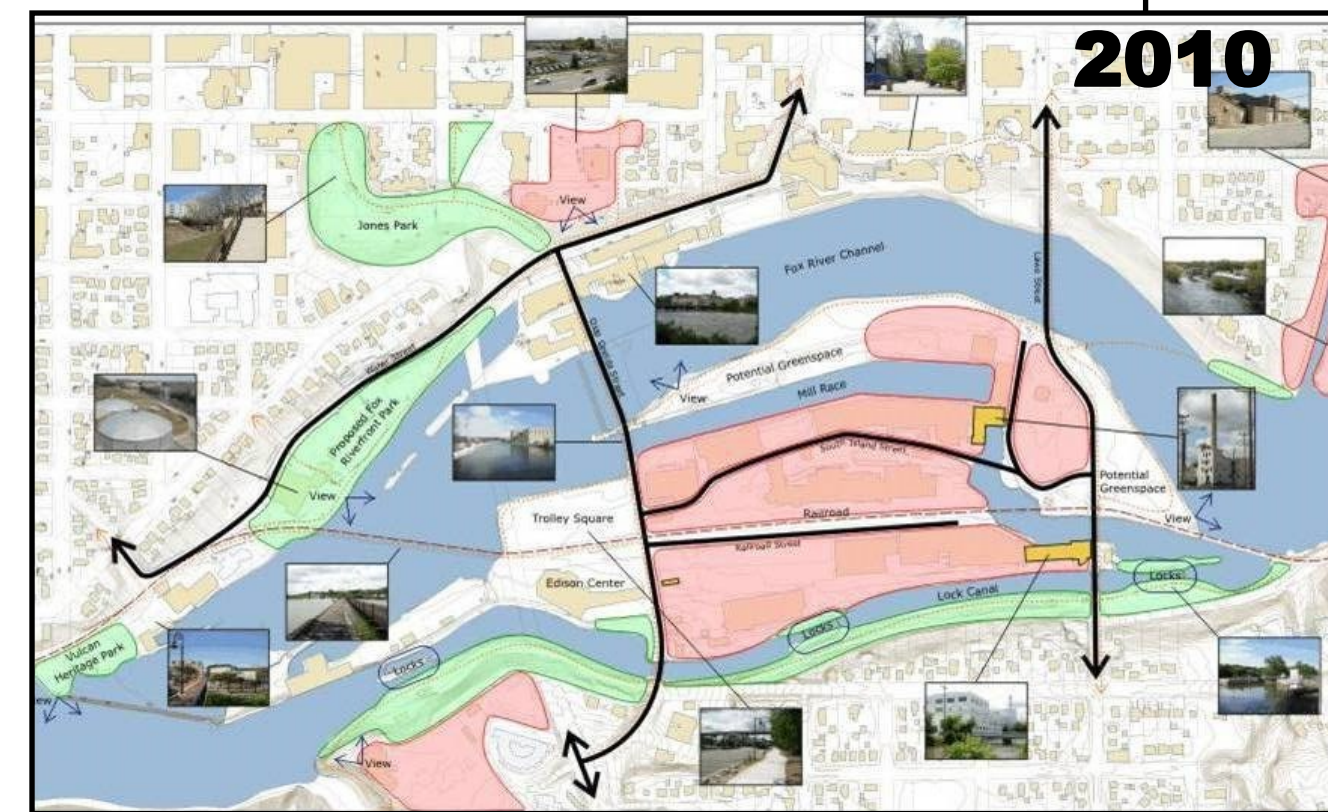 2010
View
Jones Park
Fox River Channel
Lawe Street
Water Street
Potential Greenspace
View
Mill Race
Proposed Fox
Riverfront Park
South Island Street
View
Potential
Greenspace
Trolley Square
Railroad
View
Railroad Street
Edison Center
Locks
Lock Canal
Locks
Vulcan
Heritage Park
Locks
View